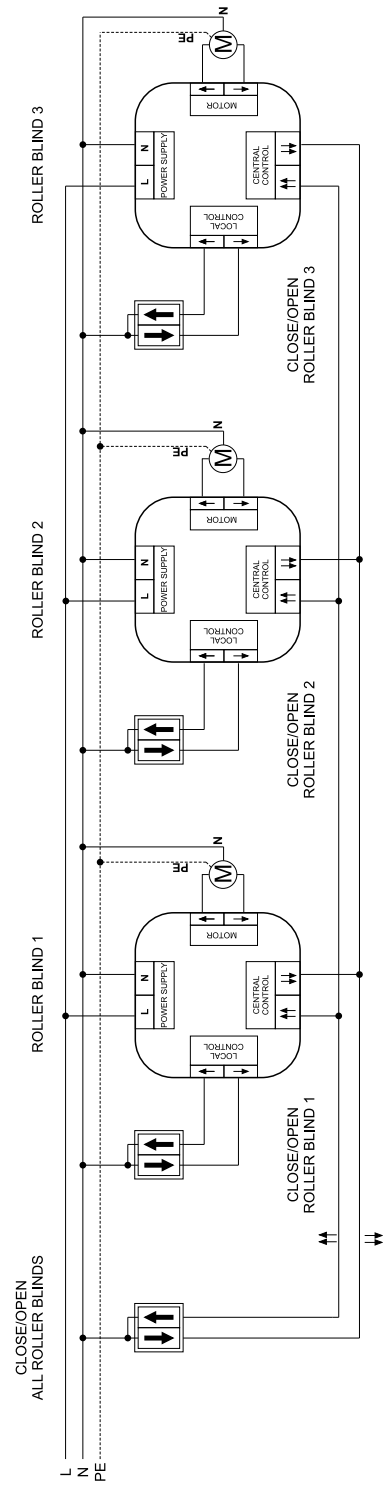 CLOSE/OPEN
ALL ROLLER BLINDS
ROLLER BLIND 1
ROLLER BLIND 2
ROLLER BLIND 3
L
N
PE
L
N
POWER SUPPLY
LOCAL
CONTROL
CENTRAL
CONTROL
MOTOR
M
PE
N
CLOSE/OPEN
ROLLER BLIND 1
L
N
POWER SUPPLY
LOCAL
CONTROL
CENTRAL
CONTROL
MOTOR
M
PE
N
CLOSE/OPEN
ROLLER BLIND 2
L
N
POWER SUPPLY
LOCAL
CONTROL
CENTRAL
CONTROL
MOTOR
M
PE
N
CLOSE/OPEN
ROLLER BLIND 3